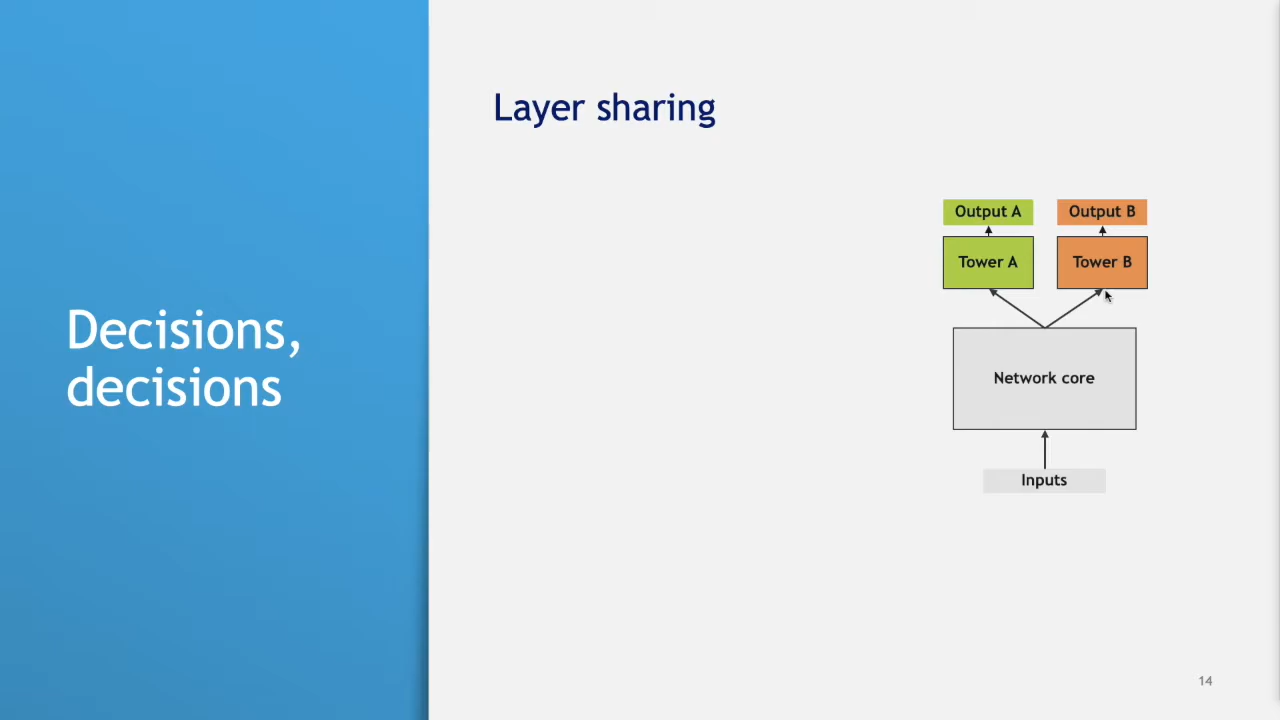 Decisions,
decisions
Layer sharing
Output A
Output B
Tower A
Tower B
Network core
Inputs
14